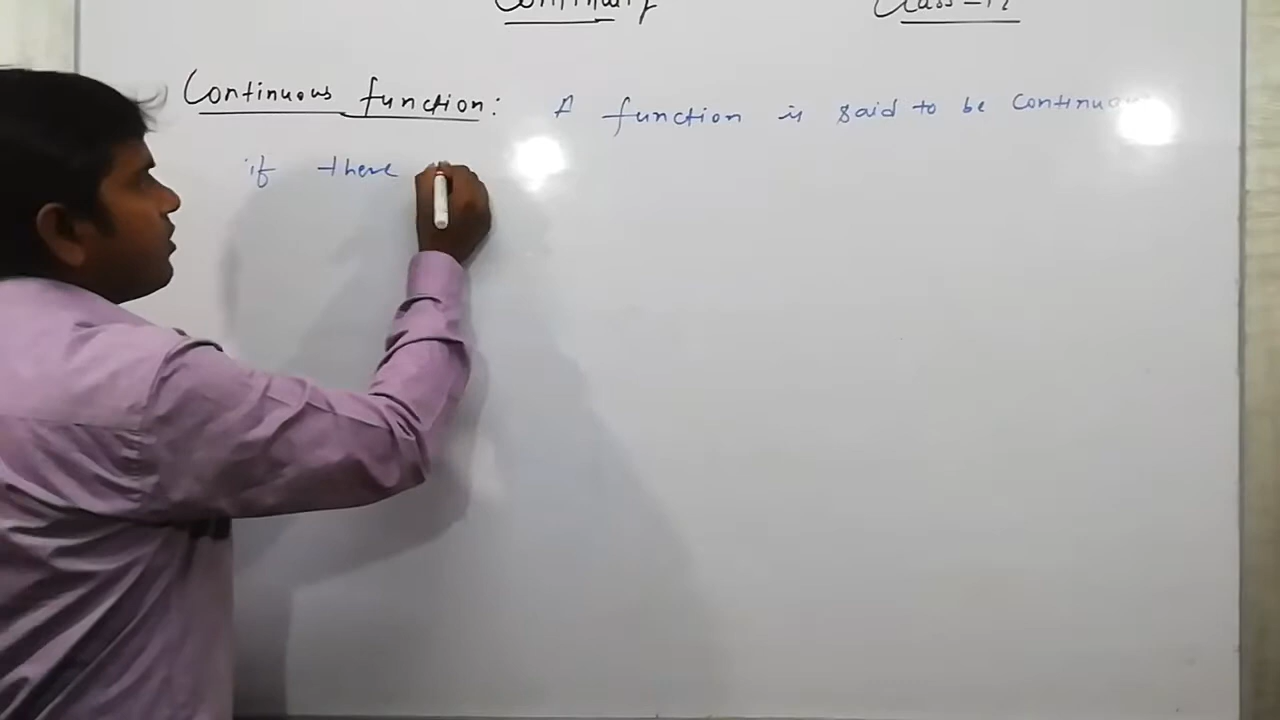 Continuity Class-12
Continuous function: A function is said to be Continuous
if there